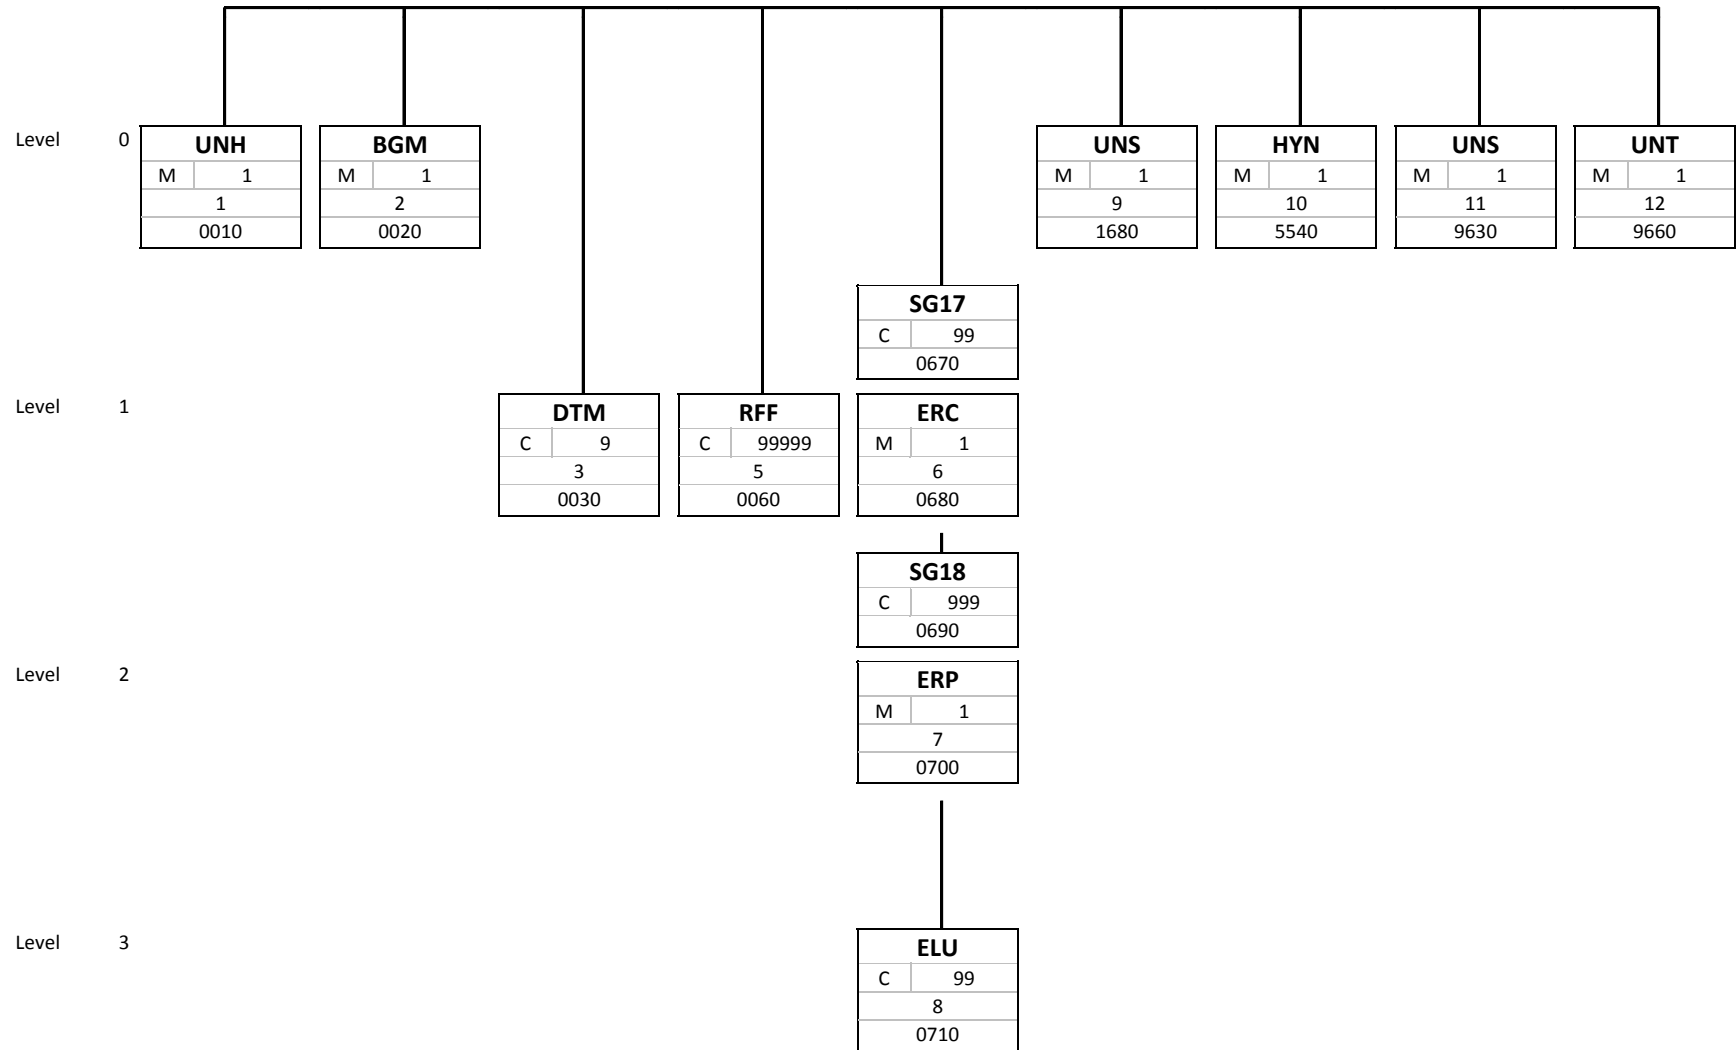 Level 0 UNH BGM UNS HYN UNS UNT
M 1 M 1 M 1 M 1 M 1 M 1
1 2 9 10 11 12
0010 0020 1680 5540 9630 9660
SG17
C 99
0670
Level 1 DTM RFF ERC
C 9 C 99999 M 1
3 5 6
0030 0060 0680
SG18
C 999
0690
Level 2 ERP
M 1
7
0700
Level 3 ELU
C 99
8
0710